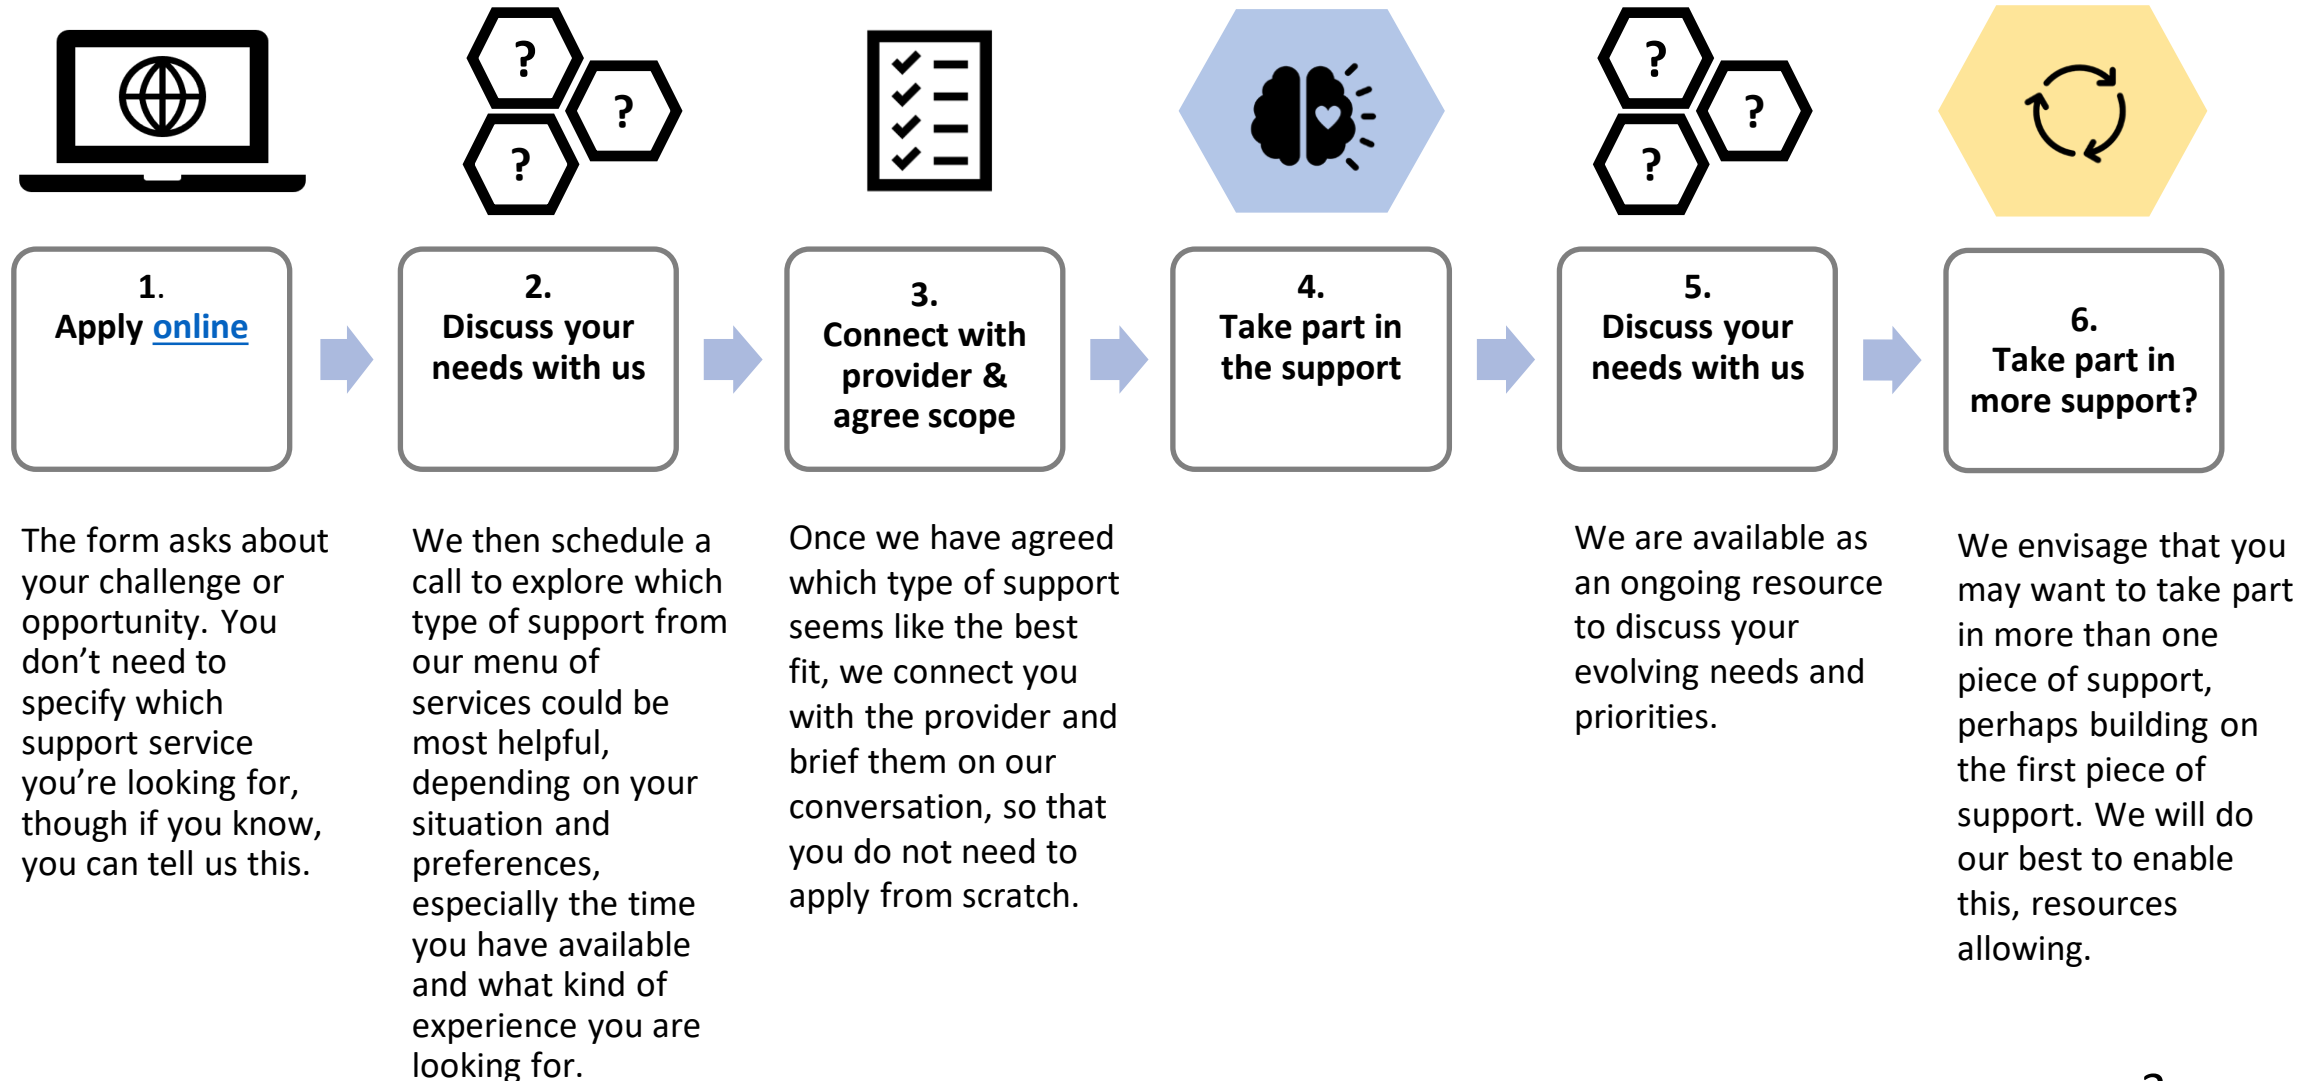 ?
?
?
?
?
?
1.
Apply online
2.
Discuss your
needs with us
3.
Connect with
provider &
agree scope
4.
Take part in
the support
5.
Discuss your
needs with us
6.
Take part in
more support?
The form asks about
your challenge or
opportunity. You
don’t need to
specify which
support service
you’re looking for,
though if you know,
you can tell us this.
We then schedule a
call to explore which
type of support from
our menu of
services could be
most helpful,
depending on your
situation and
preferences,
especially the time
you have available
and what kind of
experience you are
looking for.
Once we have agreed
which type of support
seems like the best
fit, we connect you
with the provider and
brief them on our
conversation, so that
you do not need to
apply from scratch.
We are available as
an ongoing resource
to discuss your
evolving needs and
priorities.
We envisage that you
may want to take part
in more than one
piece of support,
perhaps building on
the first piece of
support. We will do
our best to enable
this, resources
allowing.